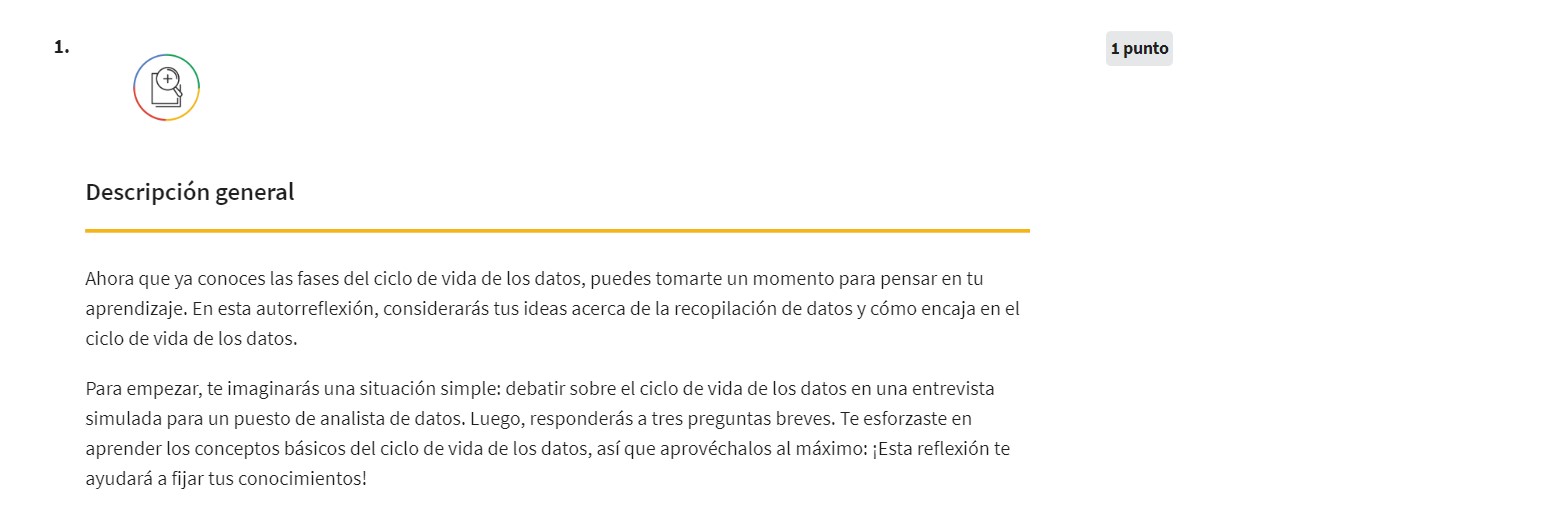 1.
1 punto
Descripción general
Ahora que ya conoces las fases del ciclo de vida de los datos, puedes tomarte un momento para pensar en tu
aprendizaje. En esta autorreflexión, considerarás tus ideas acerca de la recopilación de datos y cómo encaja en el
ciclo de vida de los datos.
Para empezar, te imaginarás una situación simple: debatir sobre el ciclo de vida de los datos en una entrevista
simulada para un puesto de analista de datos. Luego, responderás a tres preguntas breves. Te esforzaste en
aprender los conceptos básicos del ciclo de vida de los datos, así que aprovéchalos al máximo: ¡Esta reflexión te
ayudará a fijar tus conocimientos!